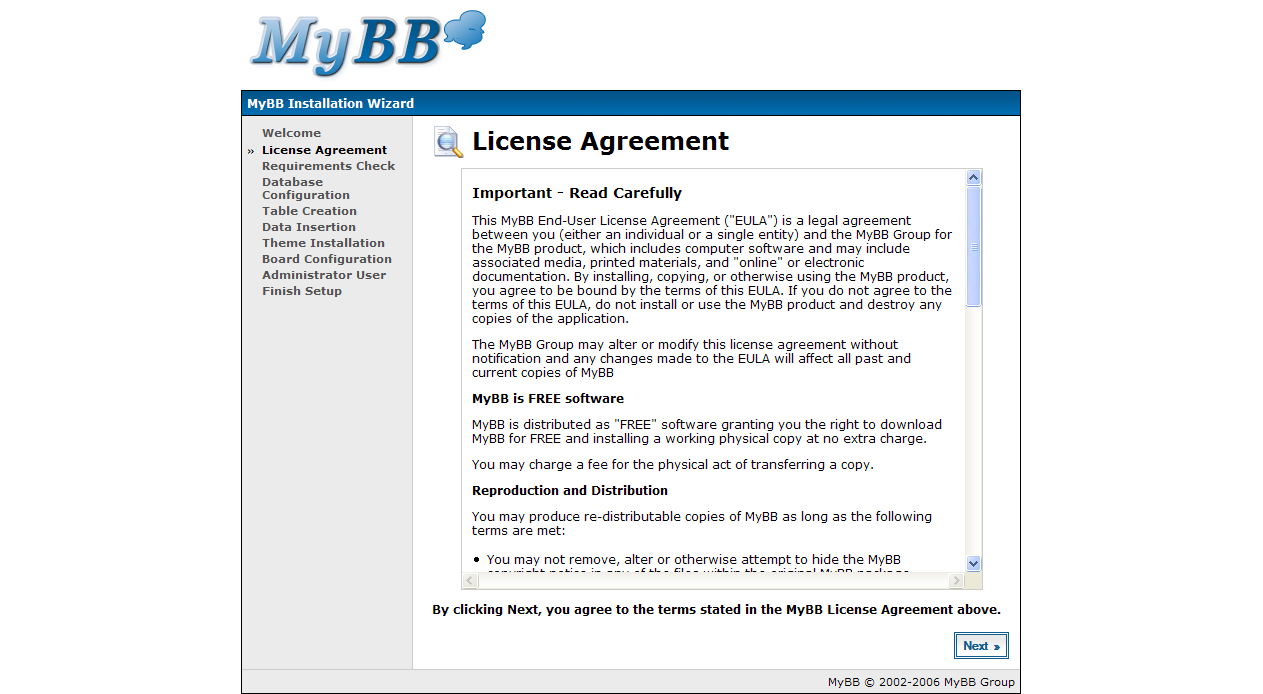 MyBB
MyBB Installation Wizard
Welcome
» License Agreement
Requirements Check
Database
Configuration
Table Creation
Data Insertion
Theme Installation
Board Configuration
Administrator User
Finish Setup
License Agreement
Important - Read Carefully
This MyBB End-User License Agreement ("EULA") is a legal agreement
between you (either an individual or a single entity) and the MyBB Group for
the MyBB product, which includes computer software and may include
associated media, printed materials, and "online" or electronic
documentation. By installing, copying, or otherwise using the MyBB product,
you agree to be bound by the terms of this EULA. If you do not agree to the
terms of this EULA, do not install or use the MyBB product and destroy any
copies of the application.
The MyBB Group may alter or modify this license agreement without
notification and any changes made to the EULA will affect all past and
current copies of MyBB
MyBB is FREE software
MyBB is distributed as "FREE" software granting you the right to download
MyBB for FREE and installing a working physical copy at no extra charge.
You may charge a fee for the physical act of transferring a copy.
Reproduction and Distribution
You may produce re-distributable copies of MyBB as long as the following
terms are met:
• You may not remove, alter or otherwise attempt to hide the MyBB
copyright notice in any of the files within the original MyBB package
By clicking Next, you agree to the terms stated in the MyBB License Agreement above.
Next »
MyBB © 2002-2006 MyBB Group